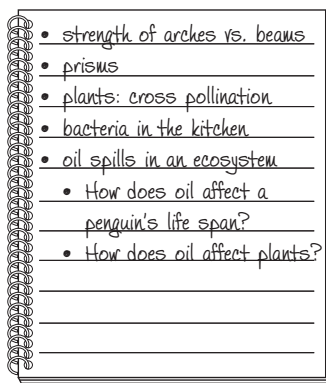 • strength of arches vs. beams
• prisms
• plants: cross pollination
• bacteria in the kitchen
• oil spills in an ecosystem
• How does oil affect a
penguin's life span?
• How does oil affect plants?